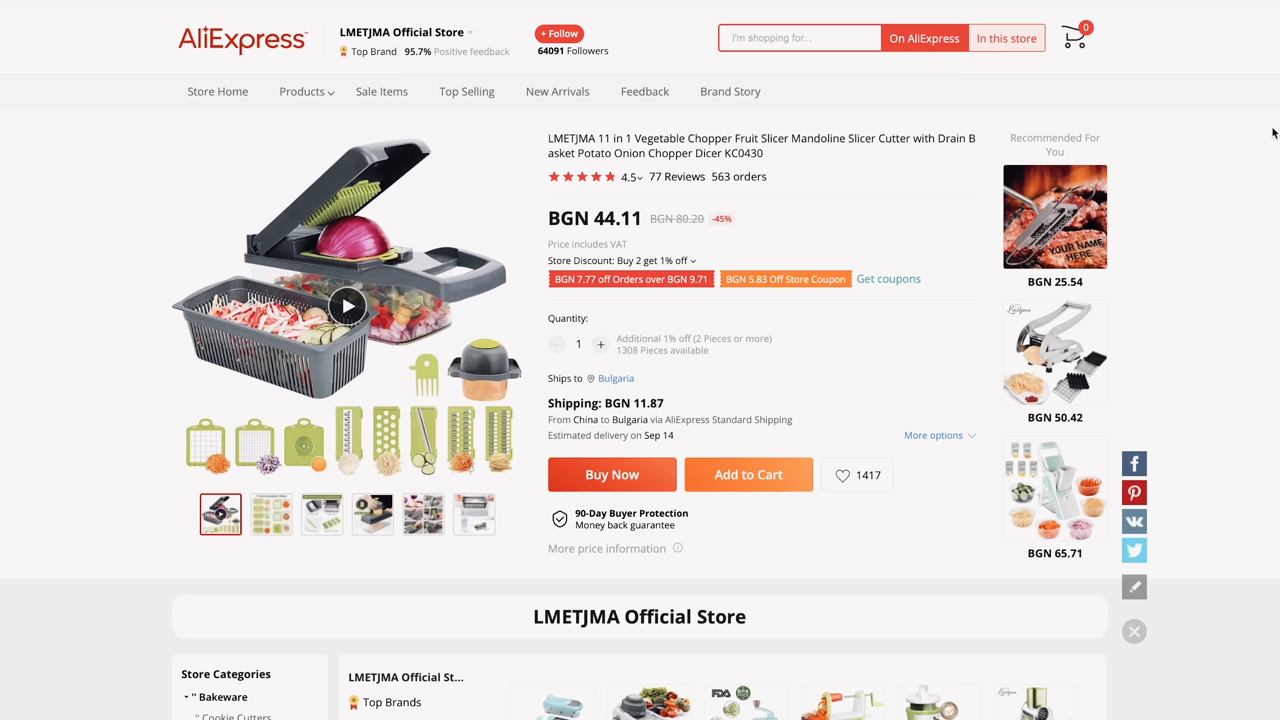 AliExpress™
LMETJMA Official Store
Top Brand 95.7% Positive feedback
+ Follow
64091 Followers
I'm shopping for...
On AliExpress
In this store
0
Store Home
Products
Sale Items
Top Selling
New Arrivals
Feedback
Brand Story
LMETJMA 11 in 1 Vegetable Chopper Fruit Slicer Mandoline Slicer Cutter with Drain B
asket Potato Onion Chopper Dicer KC0430
4.5 77 Reviews 563 orders
BGN 44.11 BGN 80.20 -45%
Price includes VAT
Store Discount: Buy 2 get 1% off
BGN 7.77 off Orders over BGN 9.71 BGN 5.83 Off Store Coupon Get coupons
Quantity:
1
Additional 1% off (2 Pieces or more)
1308 Pieces available
Ships to Bulgaria
Shipping: BGN 11.87
From China to Bulgaria via AliExpress Standard Shipping
Estimated delivery on Sep 14
More options
Buy Now
Add to Cart
1417
90-Day Buyer Protection
Money back guarantee
More price information
Recommended For
You
YOUR NAME
HERE
BGN 25.54
Lmetjma
BGN 50.42
BGN 65.71
LMETJMA Official Store
Store Categories
" Bakeware
" Cookie Cutters
LMETJMA Official St...
Top Brands
FDA
Lmetjma